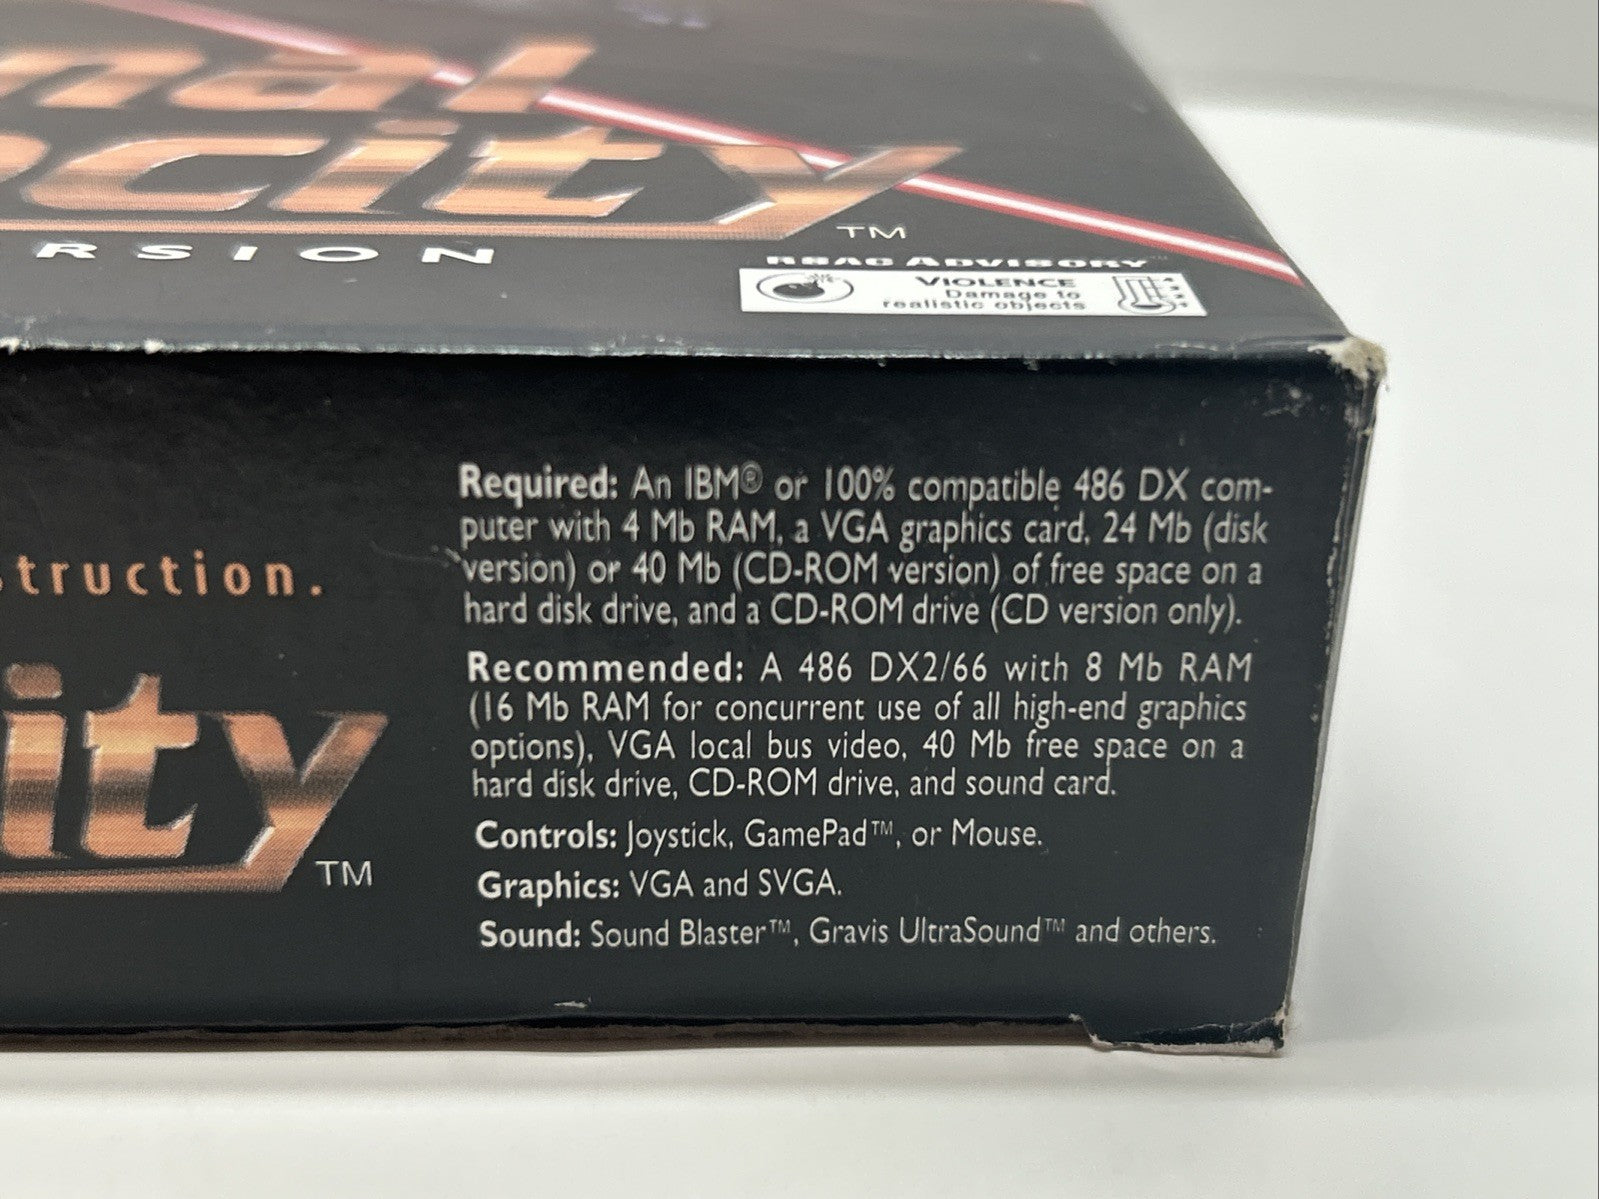 nal
ocity
™
RSION
RSAC ADVISORY™
VIOLENCE
Damage to
realistic objects
struction.
ity
™
Required: An IBM® or 100% compatible 486 DX com-
puter with 4 Mb RAM, a VGA graphics card, 24 Mb (disk
version) or 40 Mb (CD-ROM version) of free space on a
hard disk drive, and a CD-ROM drive (CD version only).
Recommended: A 486 DX2/66 with 8 Mb RAM
(16 Mb RAM for concurrent use of all high-end graphics
options), VGA local bus video, 40 Mb free space on a
hard disk drive, CD-ROM drive, and sound card.
Controls: Joystick, GamePad™, or Mouse.
Graphics: VGA and SVGA.
Sound: Sound Blaster™, Gravis UltraSound™ and others.